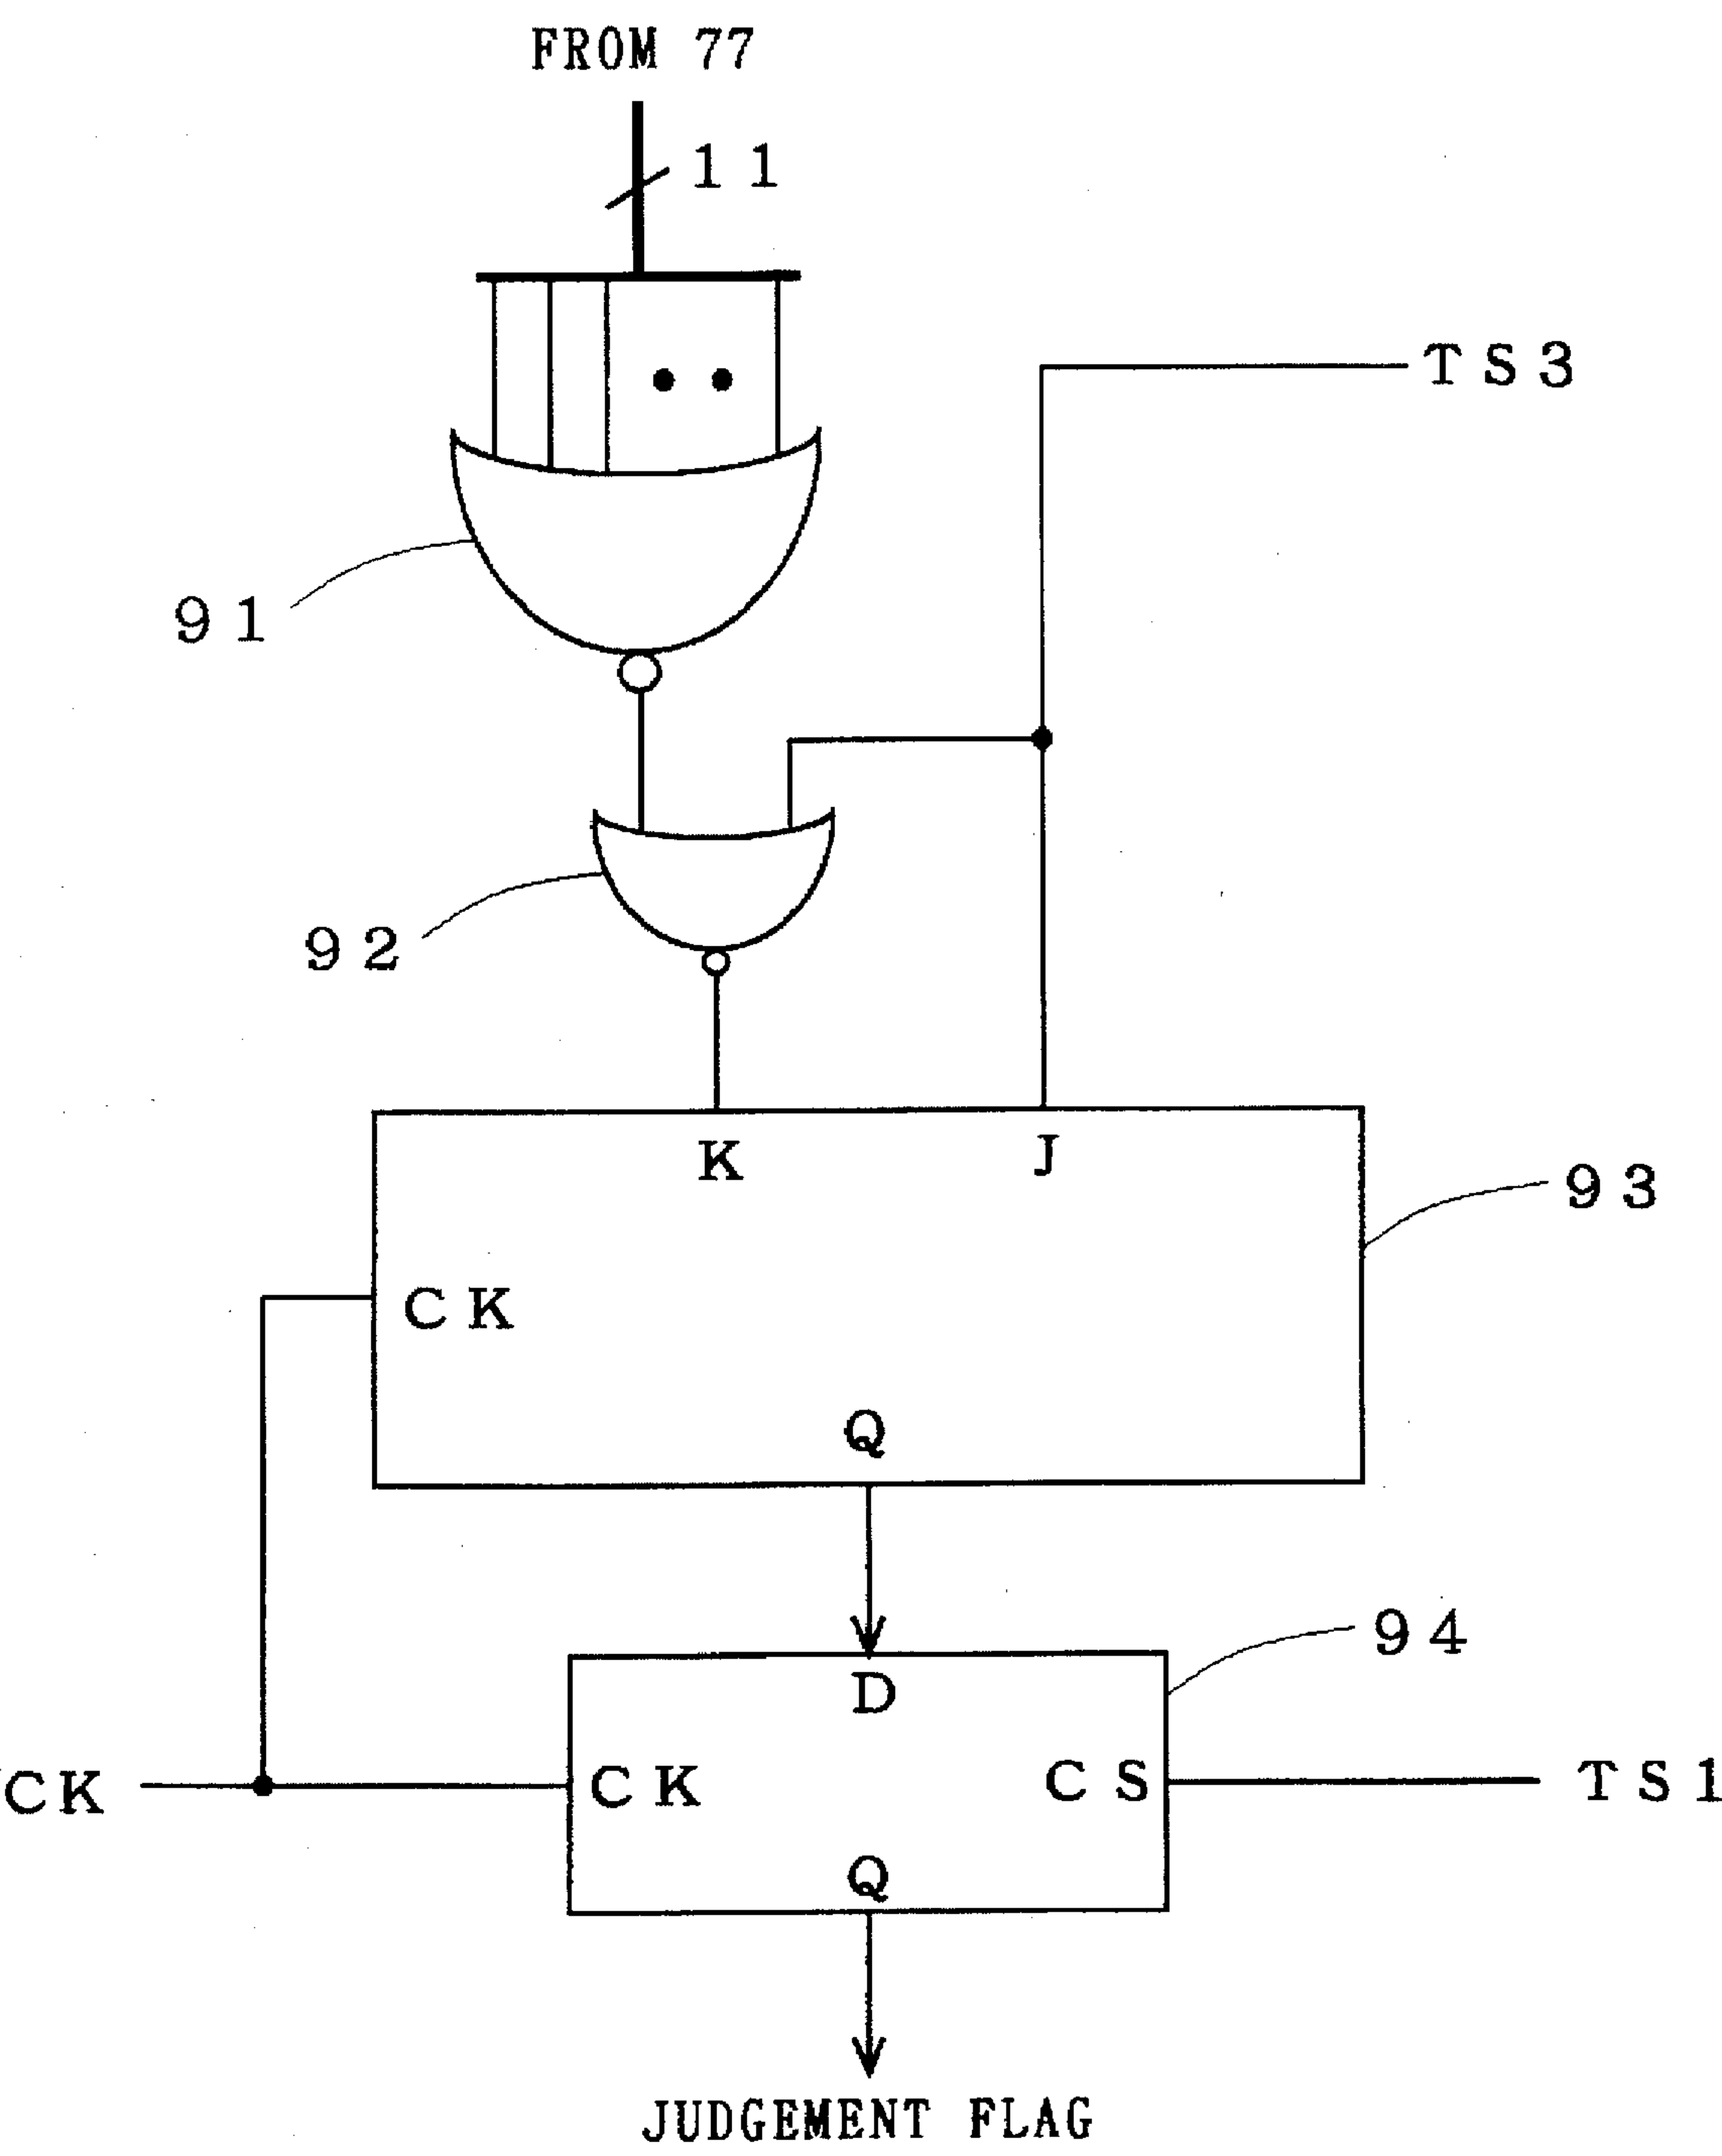 FROM 77
11
TS3
91
92
K
J
93
CK
Q
94
D
CK
CK
CS
TS1
Q
JUDGEMENT FLAG